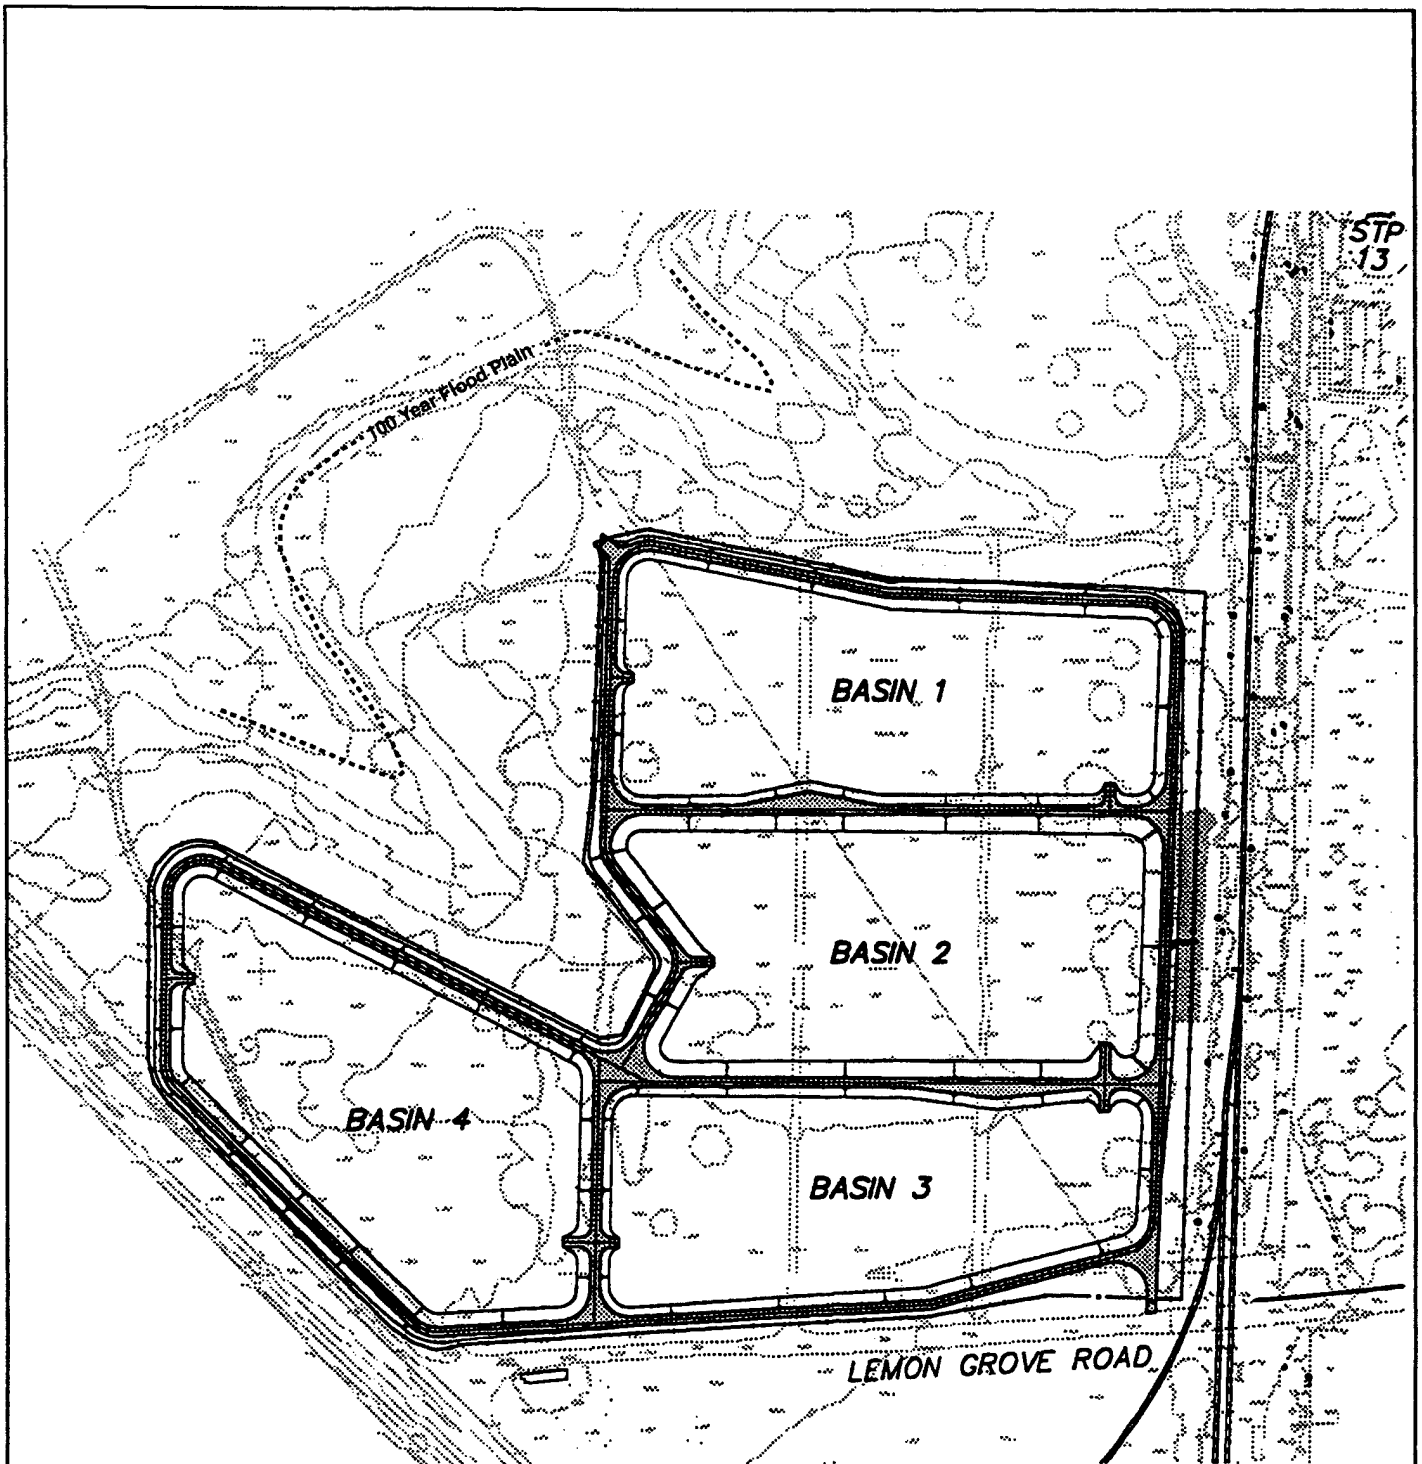 STP
13
100 Year Flood Plain
BASIN 1
BASIN 2
BASIN 4
BASIN 3
LEMON GROVE ROAD